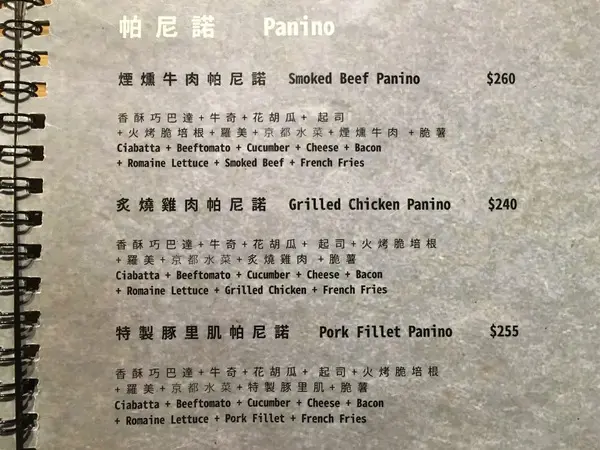 帕尼諾 Panino
煙燻牛肉帕尼諾 Smoked Beef Panino $260
香酥巧巴達+牛奇+花胡瓜+ 起司
+火烤脆培根+羅美+京都水菜+煙燻牛肉 +脆薯
Ciabatta + Beeftomato + Cucumber + Cheese + Bacon
+ Romaine Lettuce + Smoked Beef + French Fries
炙燒雞肉帕尼諾 Grilled Chicken Panino $240
香酥巧巴達+牛奇+花胡瓜+ 起司+火烤脆培根
+羅美+京都水菜+炙燒雞肉 +脆薯
Ciabatta + Beeftomato + Cucumber + Cheese + Bacon
+ Romaine Lettuce + Grilled Chicken + French Fries
特製豚里肌帕尼諾 Pork Fillet Panino $255
香酥巧巴達+牛奇+花胡瓜+ 起司+火烤脆培根
+羅美+京都水菜+特製豚里肌+脆薯
Ciabatta + Beeftomato + Cucumber + Cheese + Bacon
+ Romaine Lettuce + Pork Fillet + French Fries